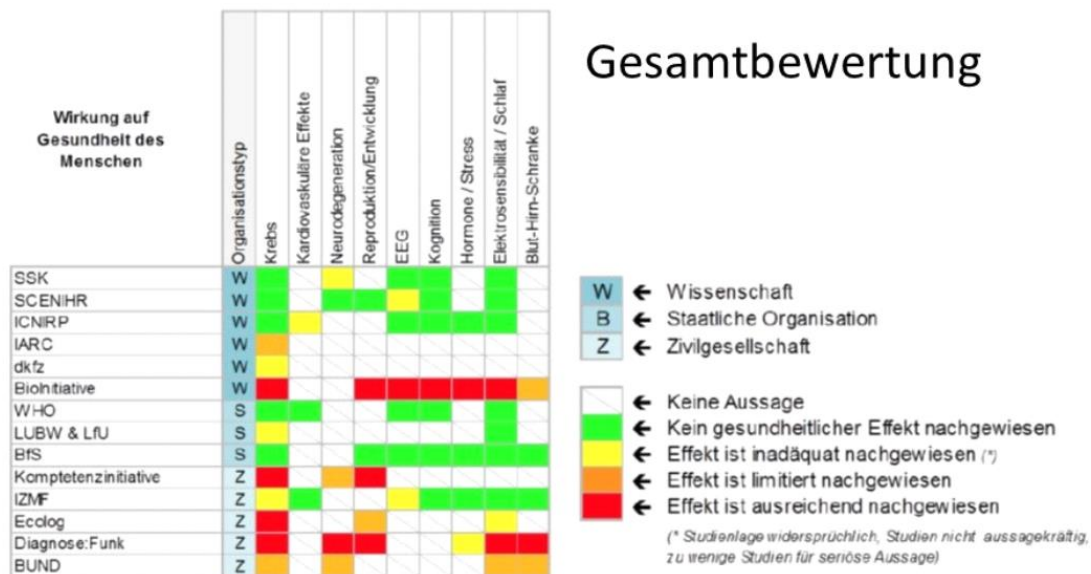 Gesamtbewertung
Wirkung auf
Gesundheit des
Menschen
Organisationstyp
Krebs
Kardiovaskuläre Effekte
Neurodegeneration
Reproduktion/Entwicklung
EEG
Kognition
Hormone / Stress
Elektrosensibilität / Schlaf
Blut-Hirn-Schranke
SSK W
SCENIHR W
ICNIRP W
IARC W
dkfz W
BioInitiative W
WHO S
LUBW & LfU S
BfS S
Komptetenzinitiative Z
IZMF Z
Ecolog Z
Diagnose:Funk Z
BUND Z
W ← Wissenschaft
B ← Staatliche Organisation
Z ← Zivilgesellschaft
← Keine Aussage
← Kein gesundheitlicher Effekt nachgewiesen
← Effekt ist inadäquat nachgewiesen (*)
← Effekt ist limitiert nachgewiesen
← Effekt ist ausreichend nachgewiesen
(* Studienlage widersprüchlich, Studien nicht aussagekräftig,
zu wenige Studien für seriöse Aussage)